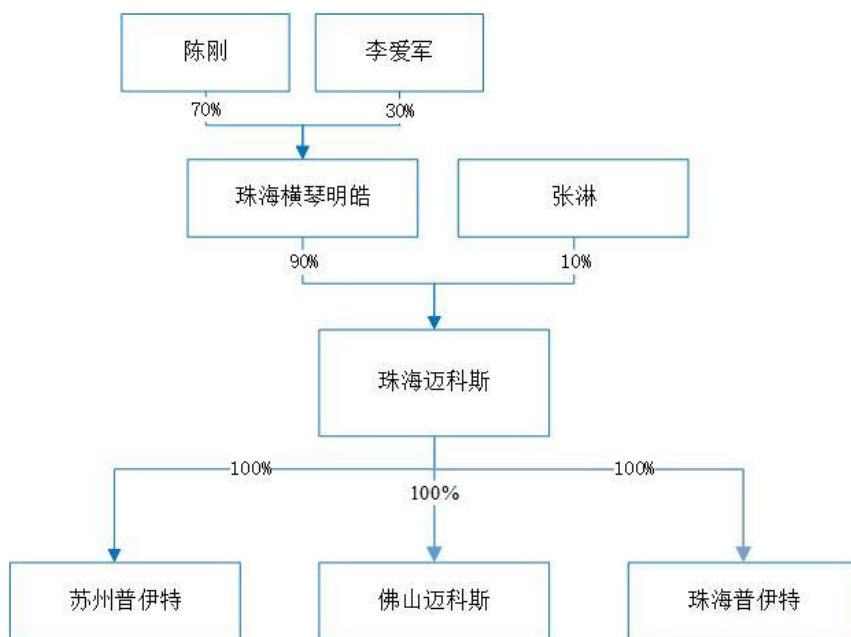 陈刚
李爱军
70%
30%
珠海横琴明皓
张淋
90%
10%
珠海迈科斯
100%
100%
100%
苏州普伊特
佛山迈科斯
珠海普伊特